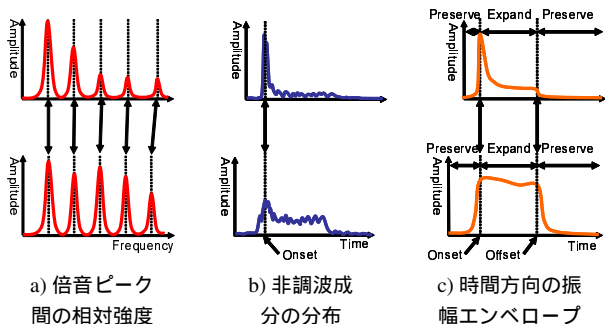 Preserve Expand Preserve
Amplitude
Amplitude
Amplitude
Preserve Expand Preserve
Amplitude
Amplitude
Amplitude
Frequency
Time
Onset
Time
Onset
Offset
a) 倍音ピーク
間の相対強度
b) 非調波成
分の分布
c) 時間方向の振
幅エンベロープ